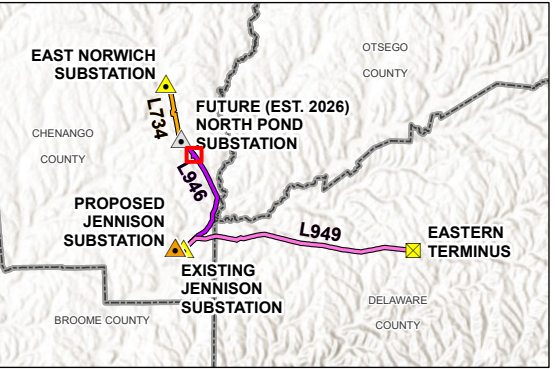 EAST NORWICH
SUBSTATION
OTSEGO
COUNTY
L734
FUTURE (EST. 2026)
NORTH POND
SUBSTATION
CHENANGO
COUNTY
L946
PROPOSED
JENNISON
SUBSTATION
L949
EASTERN
TERMINUS
EXISTING
JENNISON
SUBSTATION
DELAWARE
COUNTY
BROOME COUNTY